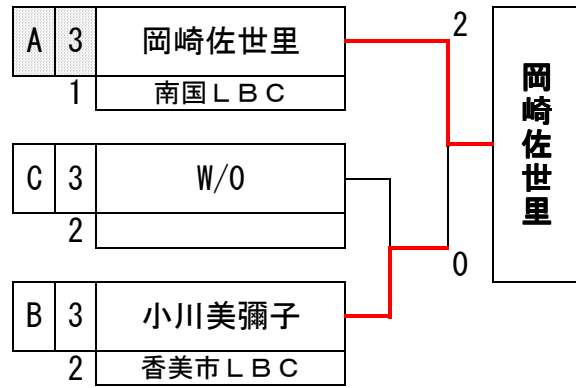 A 3 岡崎佐世里 2
1 南国LBC
岡崎佐世里
C 3 W/O
2
0
B 3 小川美彌子
2 香美市LBC